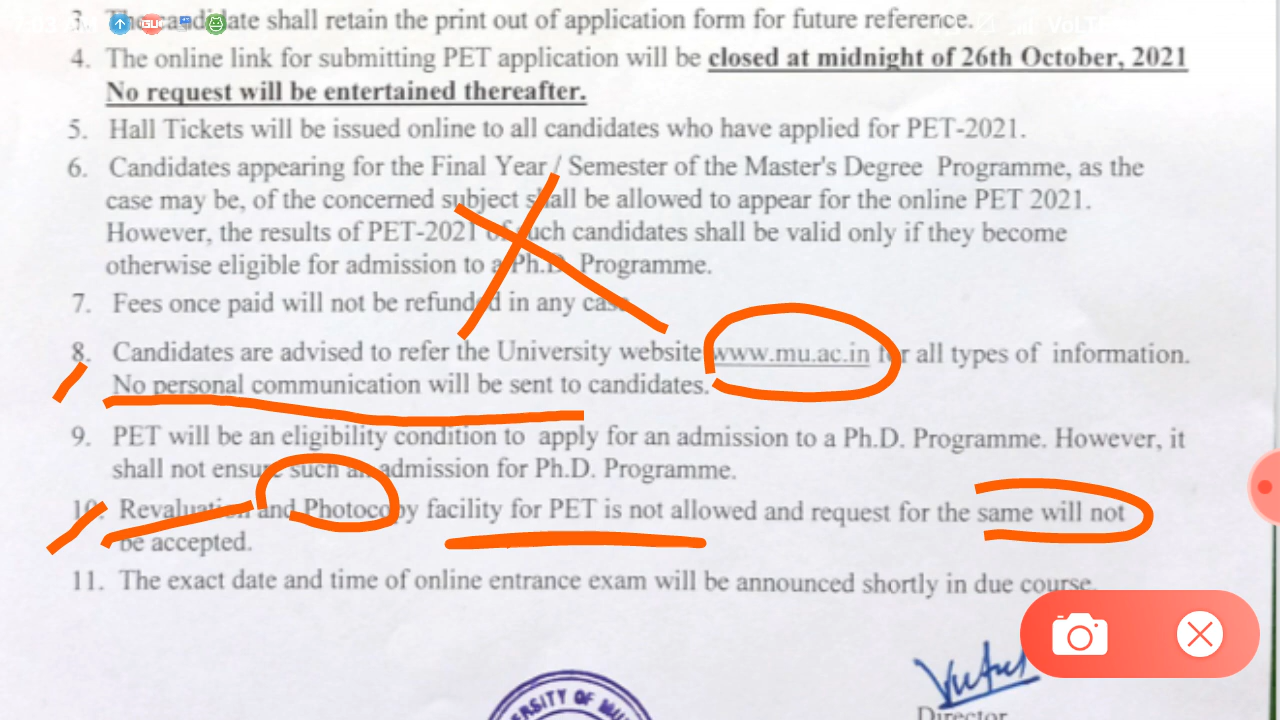 3. The candidate shall retain the print out of application form for future reference.
4. The online link for submitting PET application will be closed at midnight of 26th October, 2021
No request will be entertained thereafter.
5. Hall Tickets will be issued online to all candidates who have applied for PET-2021.
6. Candidates appearing for the Final Year / Semester of the Master's Degree Programme, as the
case may be, of the concerned subject shall be allowed to appear for the online PET 2021.
However, the results of PET-2021 of such candidates shall be valid only if they become
otherwise eligible for admission to a Ph.D. Programme.
7. Fees once paid will not be refunded in any case.
8. Candidates are advised to refer the University website www.mu.ac.in for all types of information.
No personal communication will be sent to candidates.
9. PET will be an eligibility condition to apply for an admission to a Ph.D. Programme. However, it
shall not ensure such an admission for Ph.D. Programme.
10. Revaluation and Photocopy facility for PET is not allowed and request for the same will not
be accepted.
11. The exact date and time of online entrance exam will be announced shortly in due course.
OF
Director